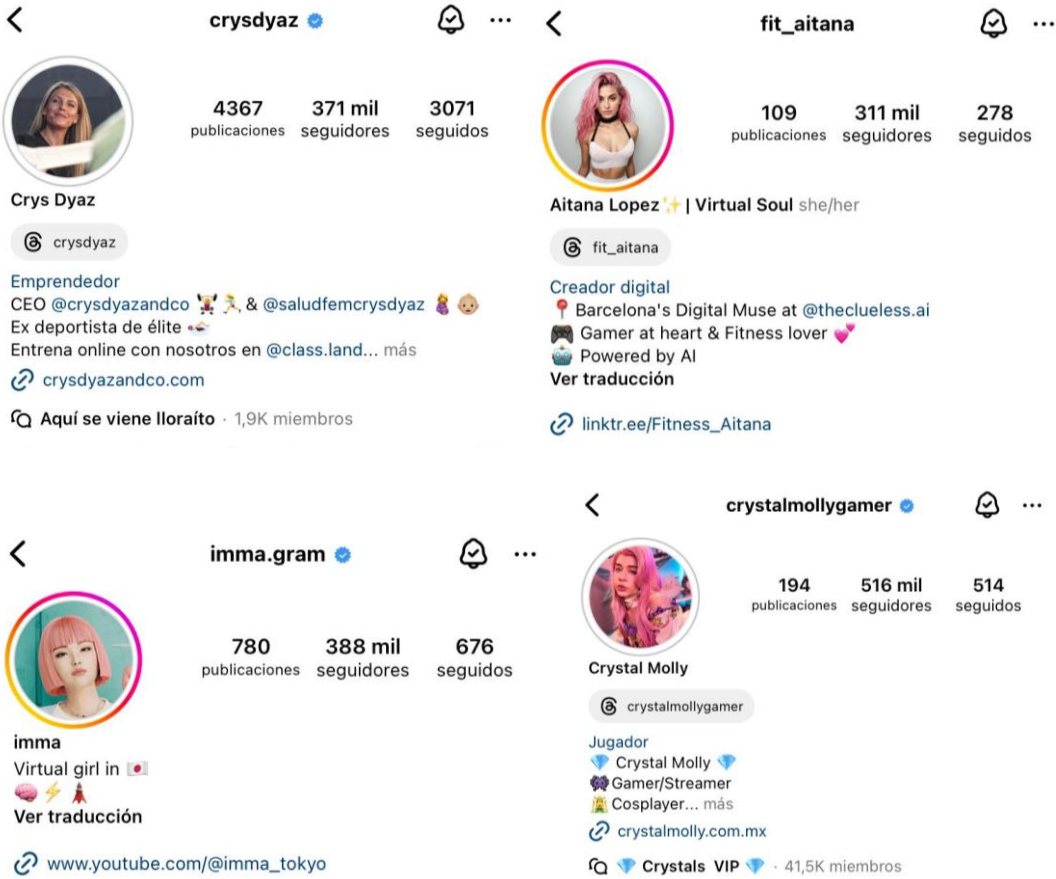 crysdyaz
4367 371 mil 3071
publicaciones seguidores seguidos
Crys Dyaz
crysdyaz
Emprendedor
CEO @crysdyazandco & @saludfemcrysdyaz
Ex deportista de élite
Entrena online con nosotros en @class.land... más
crysdyazandco.com
Aquí se viene lloraíto · 1,9K miembros
fit_aitana
109 311 mil 278
publicaciones seguidores seguidos
Aitana Lopez✨ | Virtual Soul she/her
fit_aitana
Creador digital
📍 Barcelona's Digital Muse at @theclueless.ai
🎮 Gamer at heart & Fitness lover 💕
🤖 Powered by AI
Ver traducción
linktr.ee/Fitness_Aitana
imma.gram
780 388 mil 676
publicaciones seguidores seguidos
imma
Virtual girl in 🇯🇵
🧠⚡🗼
Ver traducción
www.youtube.com/@imma_tokyo
crystalmollygamer
194 516 mil 514
publicaciones seguidores seguidos
Crystal Molly
crystalmollygamer
Jugador
💎 Crystal Molly 💎
👾Gamer/Streamer
👸Cosplayer... más
crystalmolly.com.mx
💎 Crystals VIP 💎 · 41,5K miembros